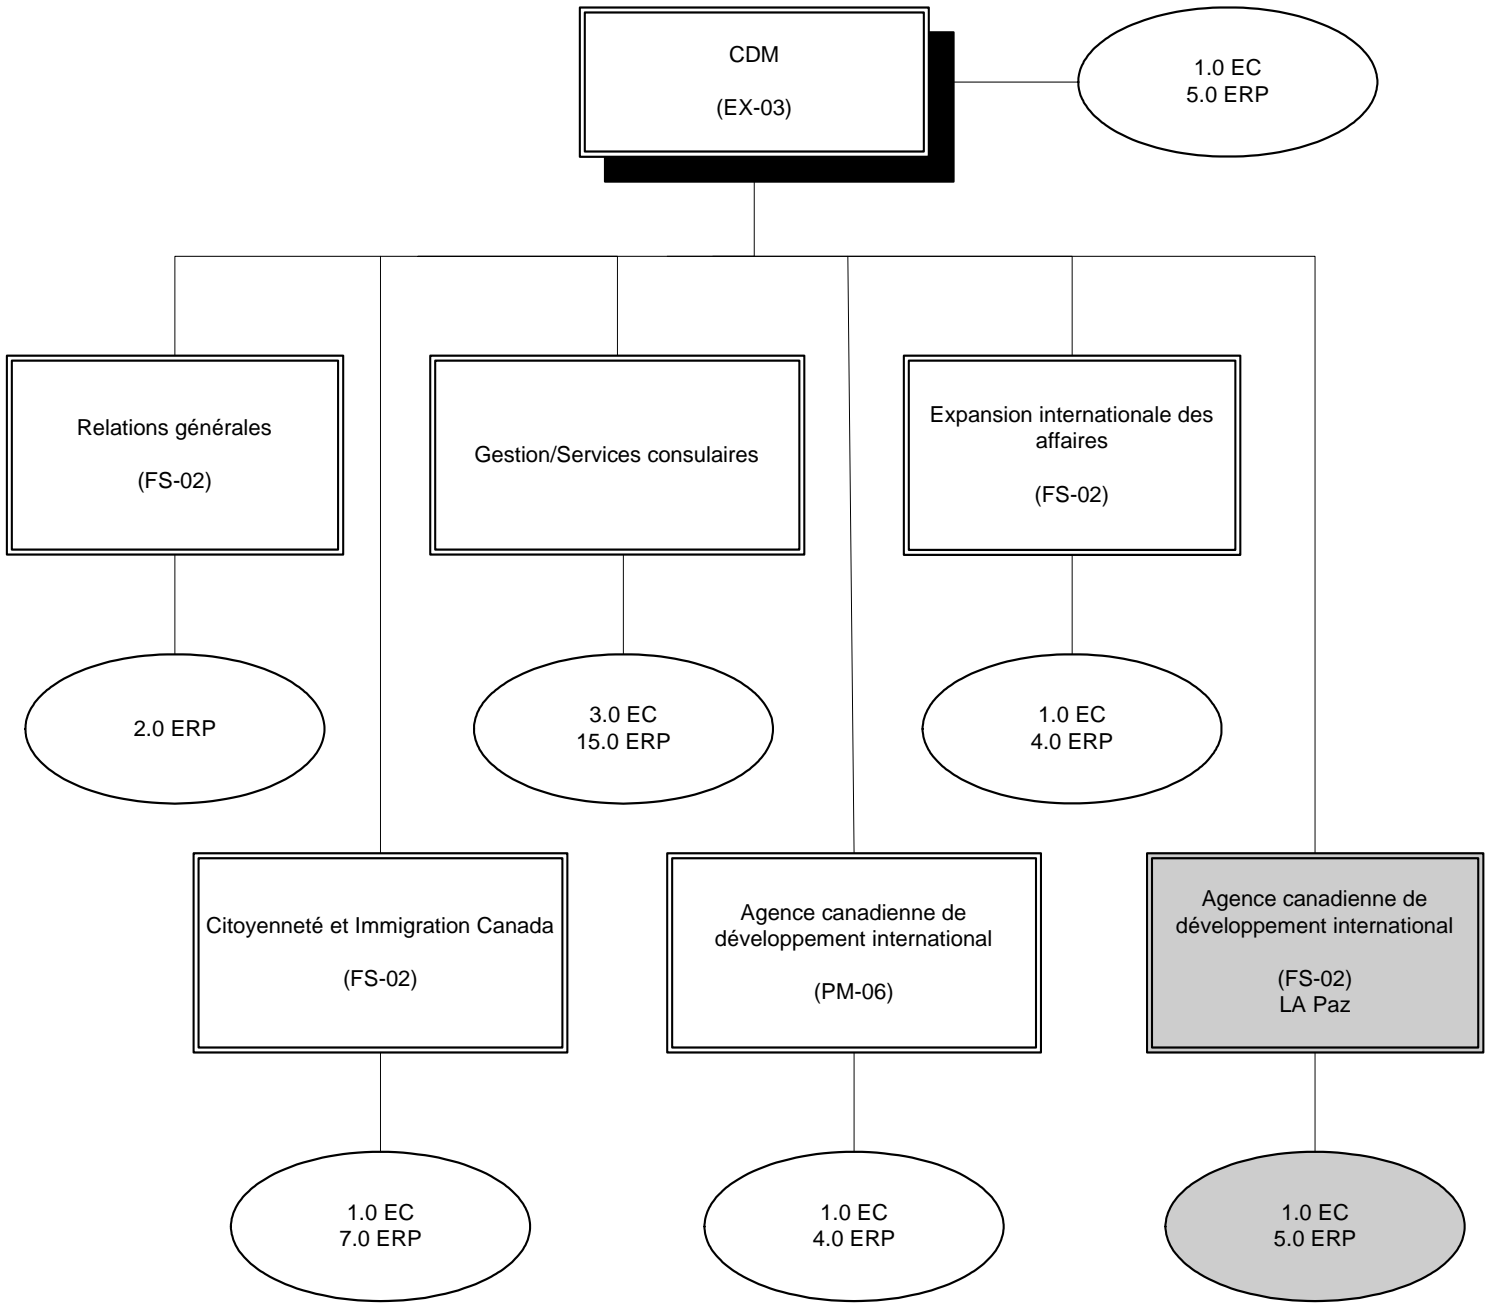 CDM
(EX-03)
1.0 EC
5.0 ERP
Relations générales
(FS-02)
Gestion/Services consulaires
Expansion internationale des
affaires
(FS-02)
2.0 ERP
3.0 EC
15.0 ERP
1.0 EC
4.0 ERP
Citoyenneté et Immigration Canada
(FS-02)
Agence canadienne de
développement international
(PM-06)
Agence canadienne de
développement international
(FS-02)
LA Paz
1.0 EC
7.0 ERP
1.0 EC
4.0 ERP
1.0 EC
5.0 ERP